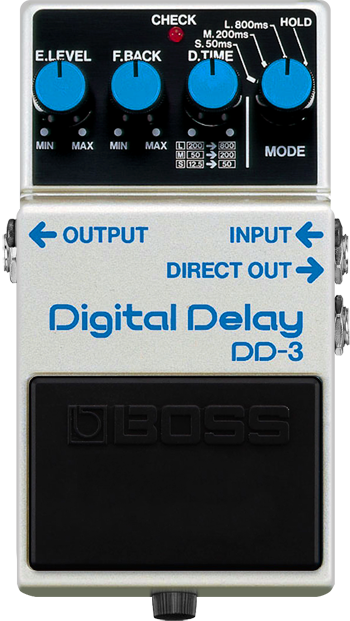 CHECK
HOLD
L. 800ms
M. 200ms
S. 50ms
E.LEVEL
F.BACK
D.TIME
MIN MAX
MIN MAX
L 200 → 800
M 50 → 200
S 12.5 → 50
MODE
← OUTPUT
INPUT ←
DIRECT OUT →
Digital Delay
DD-3
BOSS